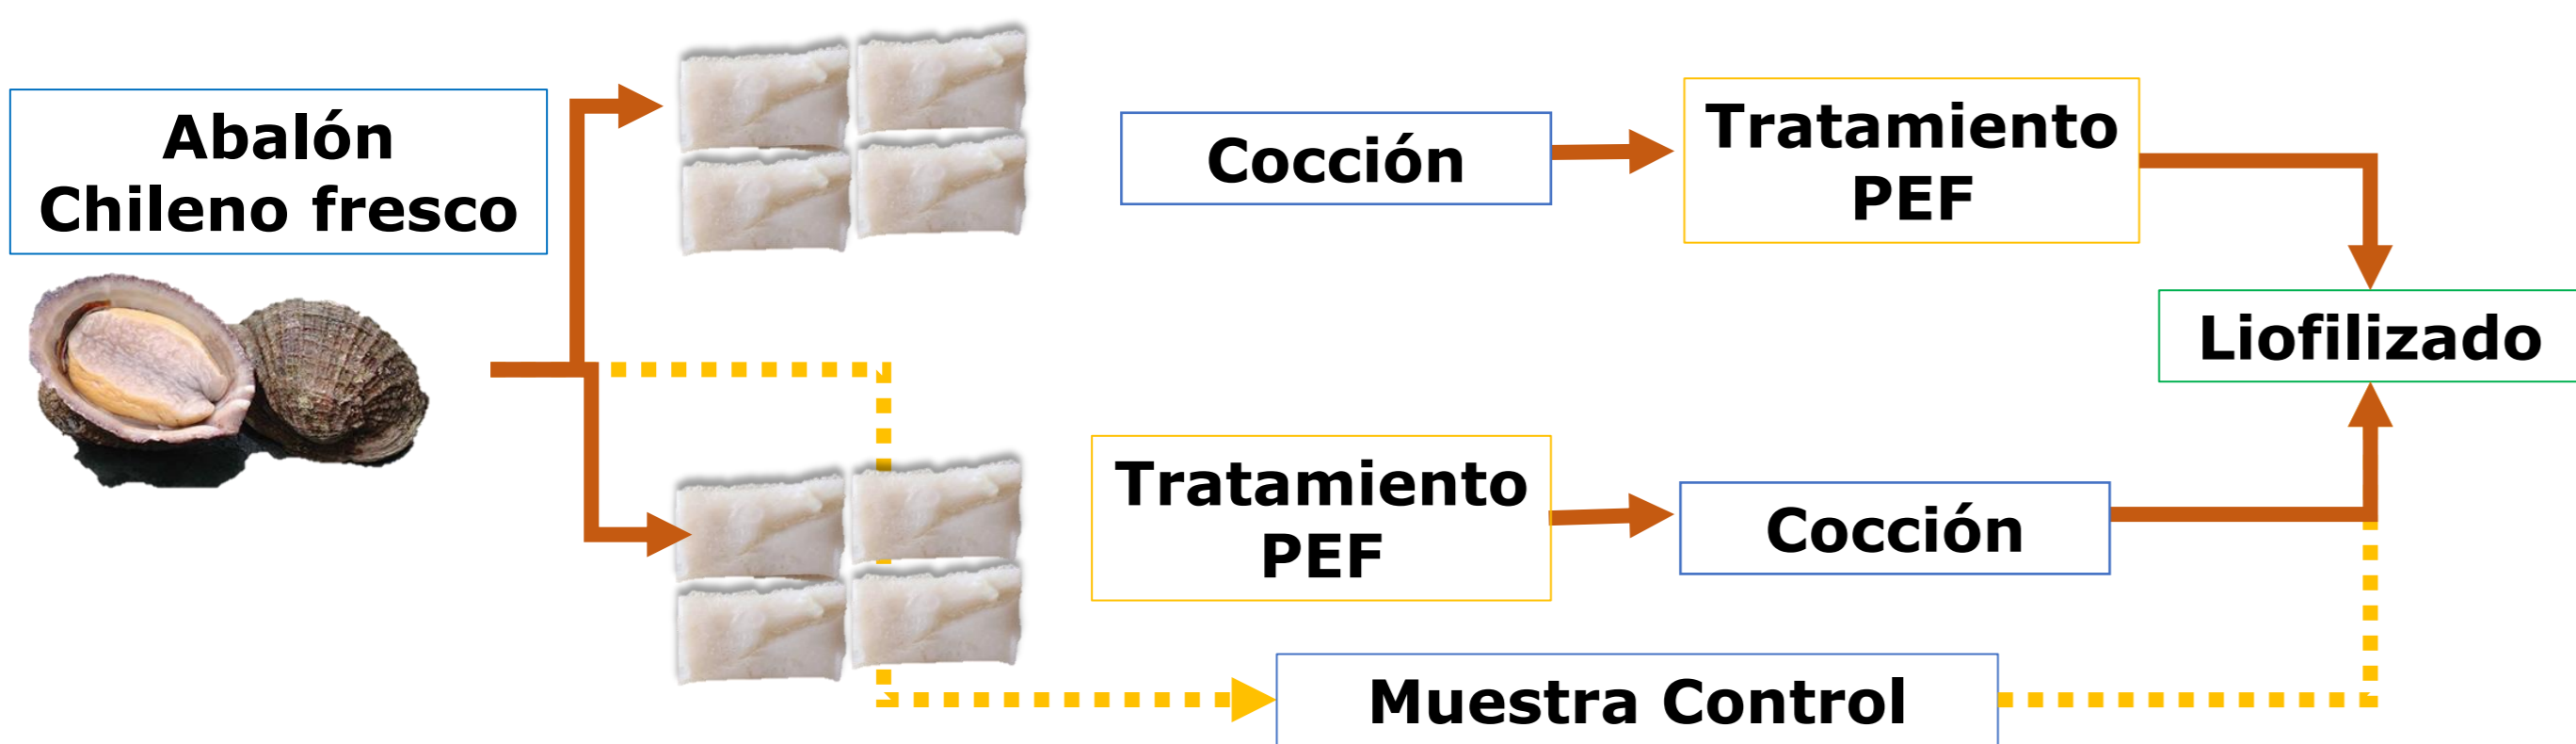 Abalón
Chileno fresco
Cocción
Tratamiento
PEF
Liofilizado
Tratamiento
PEF
Cocción
Muestra Control